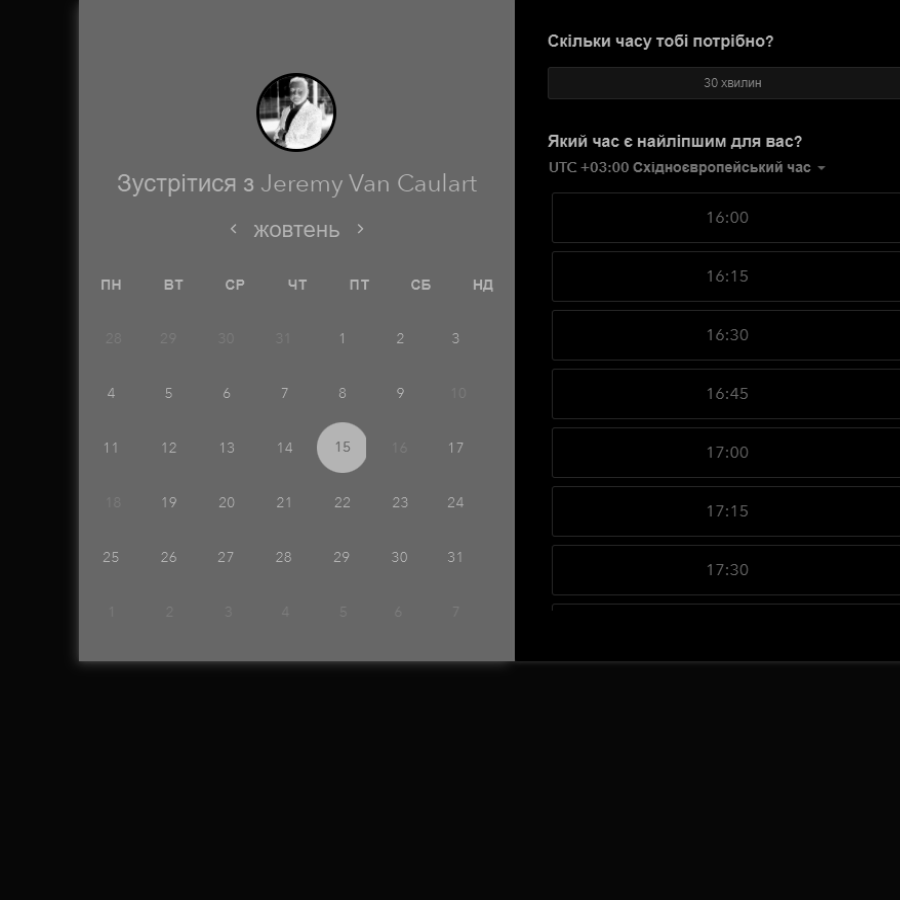 Зустрітися з Jeremy Van Caulart
жовтень
ПН ВТ СР ЧТ ПТ СБ НД
28 29 30 31 1 2 3
4 5 6 7 8 9 10
11 12 13 14 15 16 17
18 19 20 21 22 23 24
25 26 27 28 29 30 31
1 2 3 4 5 6 7
Скільки часу тобі потрібно?
30 хвилин
Який час є найліпшим для вас?
UTC +03:00 Східноєвропейський час
16:00
16:15
16:30
16:45
17:00
17:15
17:30